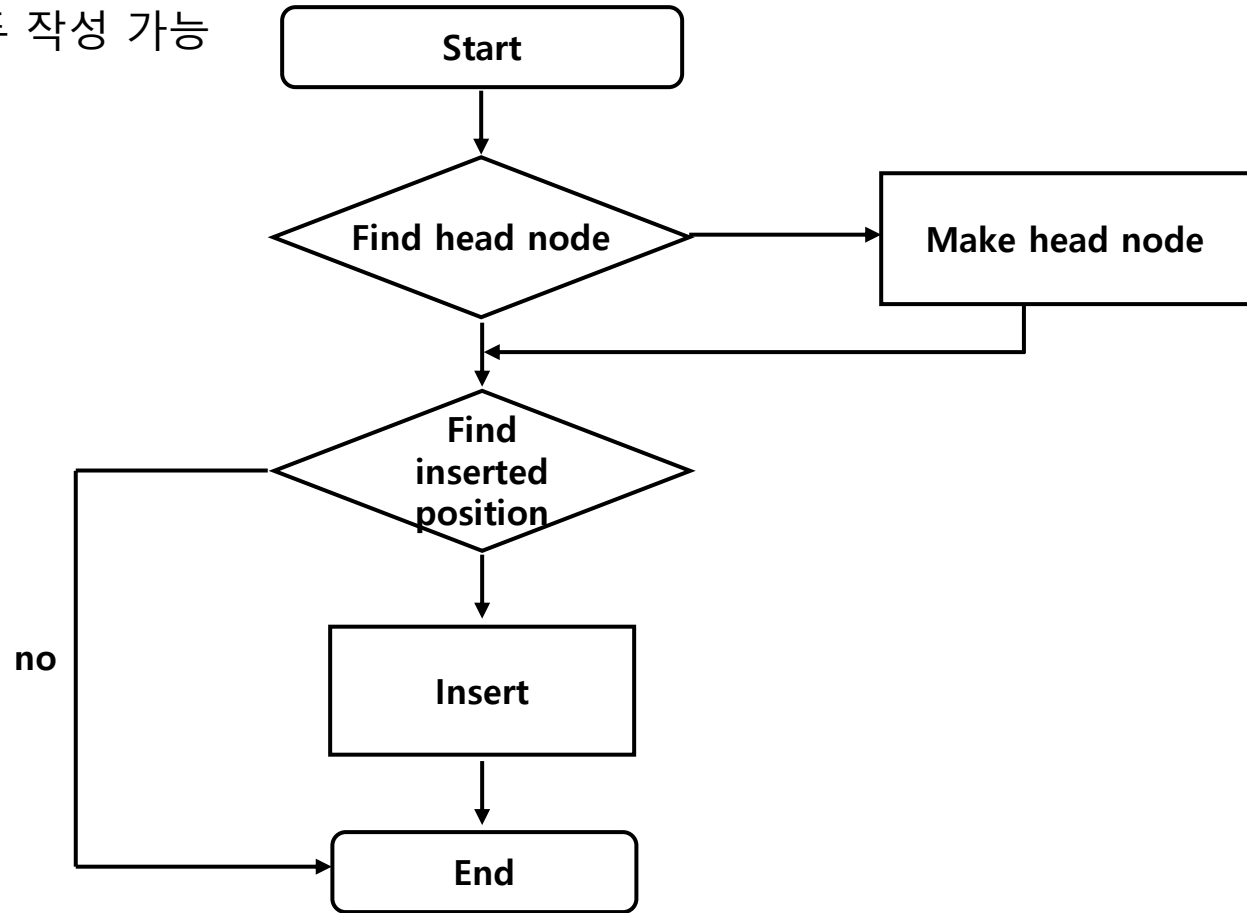 작성 가능
Start
Find head node
Make head node
Find
inserted
position
no
Insert
End